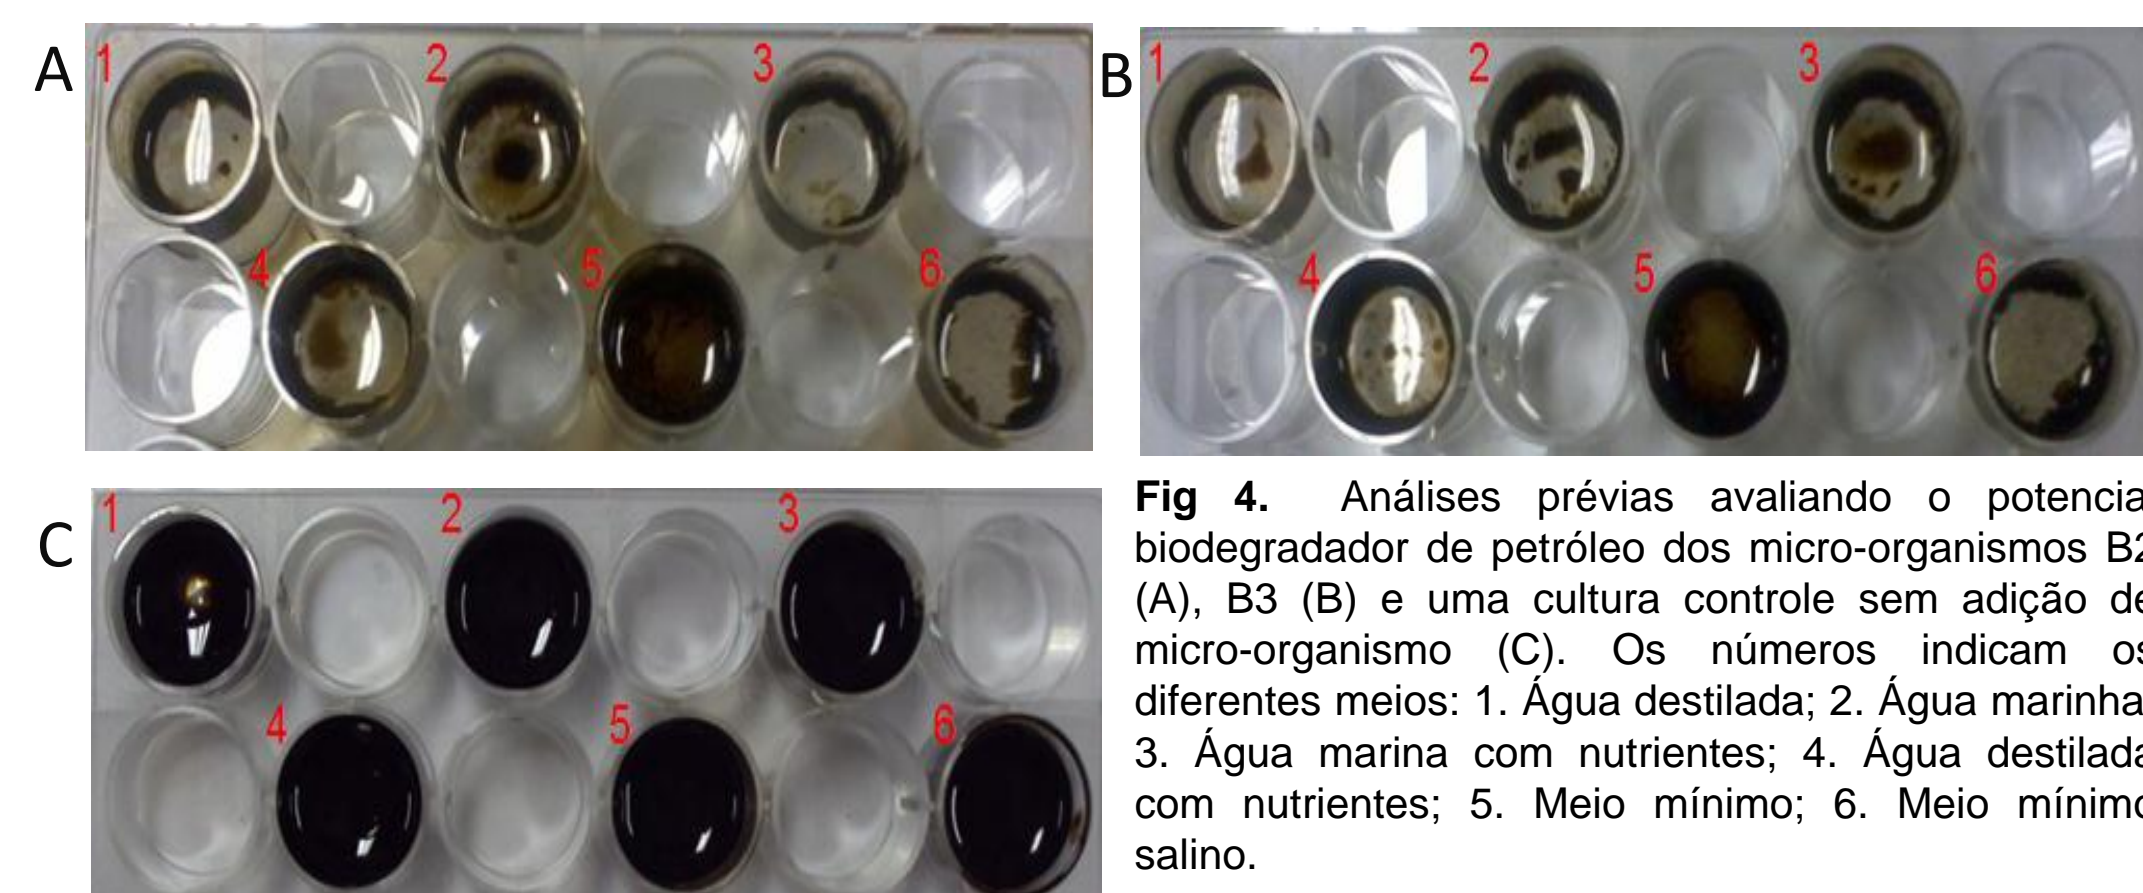 A
1 2 3
4 5 6
B
1 2 3
4 5 6
C
1 2 3
4 5 6
Fig 4. Análises prévias avaliando o potencia
biodegradador de petróleo dos micro-organismos B2
(A), B3 (B) e uma cultura controle sem adição de
micro-organismo (C). Os números indicam os
diferentes meios: 1. Água destilada; 2. Água marinha
3. Água marina com nutrientes; 4. Água destilada
com nutrientes; 5. Meio mínimo; 6. Meio mínimo
salino.